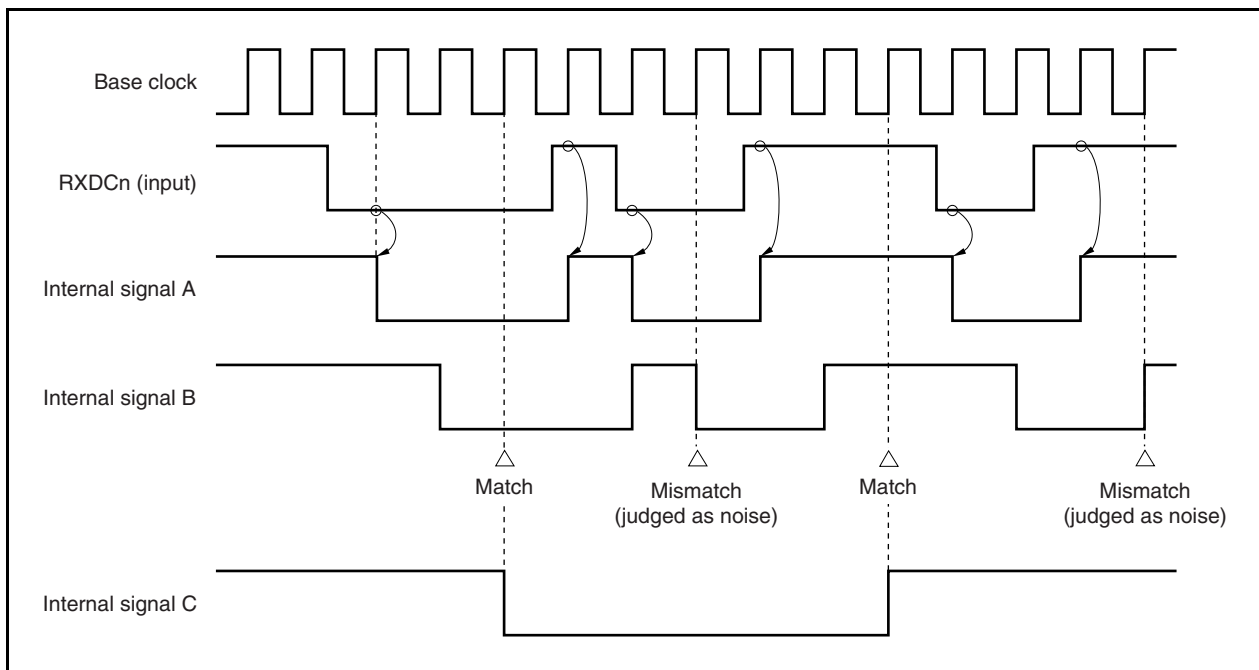 Base clock
RXDCn (input)
Internal signal A
Internal signal B
Match
Mismatch
(judged as noise)
Match
Mismatch
(judged as noise)
Internal signal C